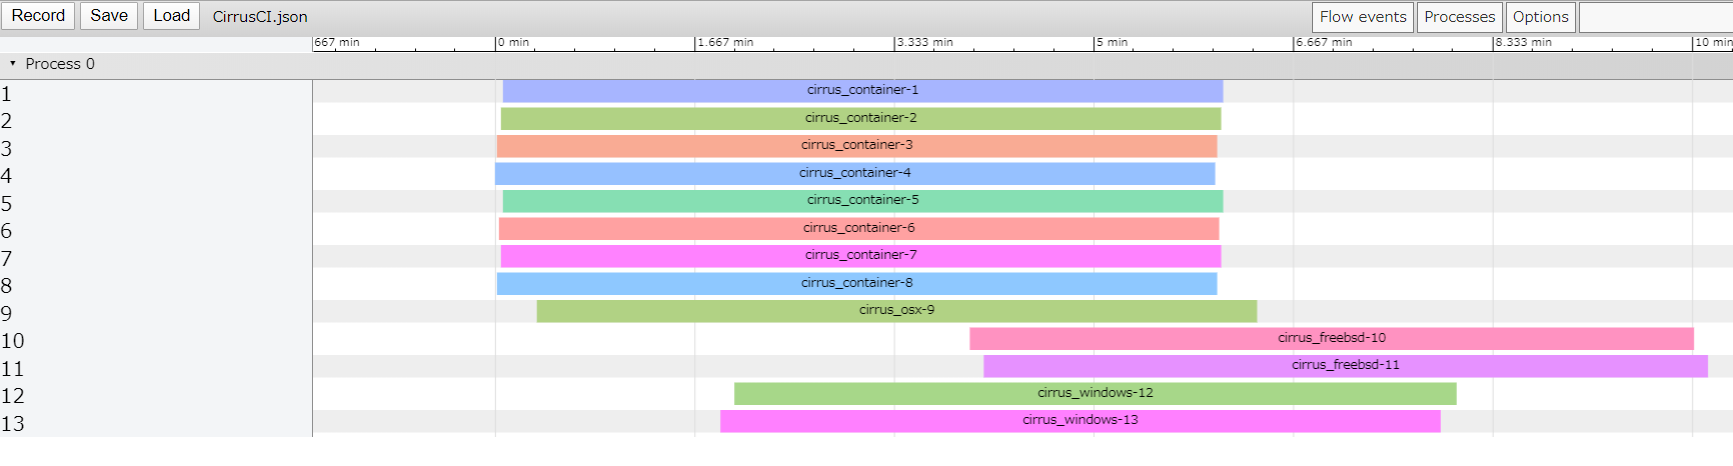 Record Save Load CirrusCI.json Flow events Processes Options
667 min 0 min 1.667 min 3.333 min 5 min 6.667 min 8.333 min 10 min
▾ Process 0
1 cirrus_container-1
2 cirrus_container-2
3 cirrus_container-3
4 cirrus_container-4
5 cirrus_container-5
6 cirrus_container-6
7 cirrus_container-7
8 cirrus_container-8
9 cirrus_osx-9
10 cirrus_freebsd-10
11 cirrus_freebsd-11
12 cirrus_windows-12
13 cirrus_windows-13